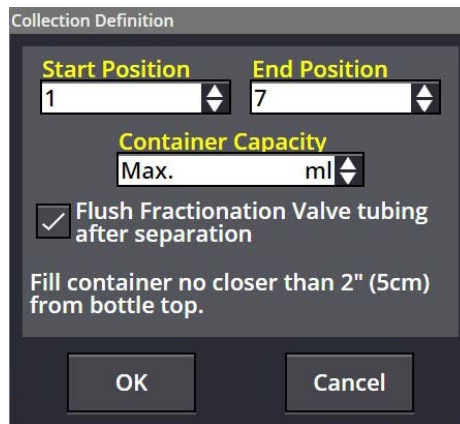 Collection Definition
Start Position End Position
1 7
Container Capacity
Max. ml
Flush Fractionation Valve tubing
after separation
Fill container no closer than 2" (5cm)
from bottle top.
OK Cancel